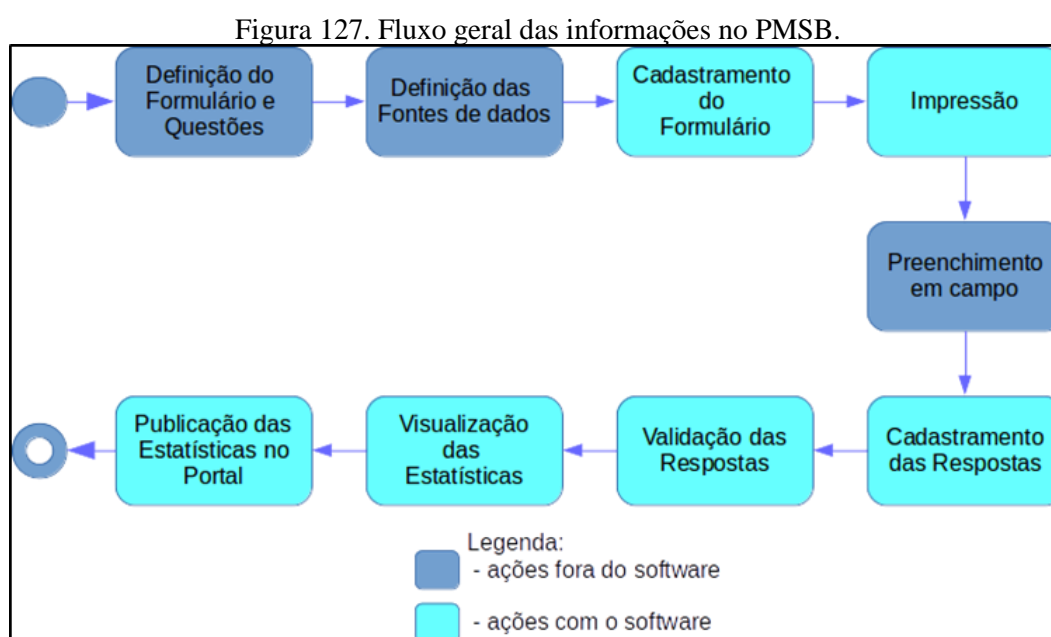 Figura 127. Fluxo geral das informações no PMSB.
Definição do
Formulário e
Questões
Definição das
Fontes de dados
Cadastramento
do
Formulário
Impressão
Preenchimento
em campo
Cadastramento
das Respostas
Validação das
Respostas
Visualização
das
Estatísticas
Publicação das
Estatísticas no
Portal
Legenda:
- ações fora do software
- ações com o software